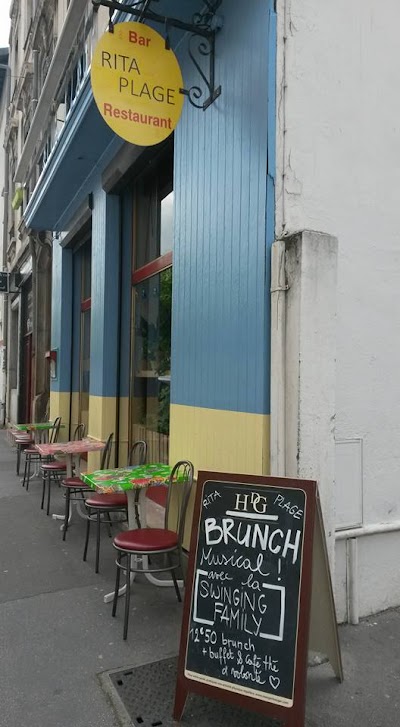 Bar
RITA
PLAGE
Restaurant
RITA PLAGE
HDG
BRUNCH
Musical !
avec la
SWINGING
FAMILY
12€50 brunch
+ buffet & café thé
à volonté ♡